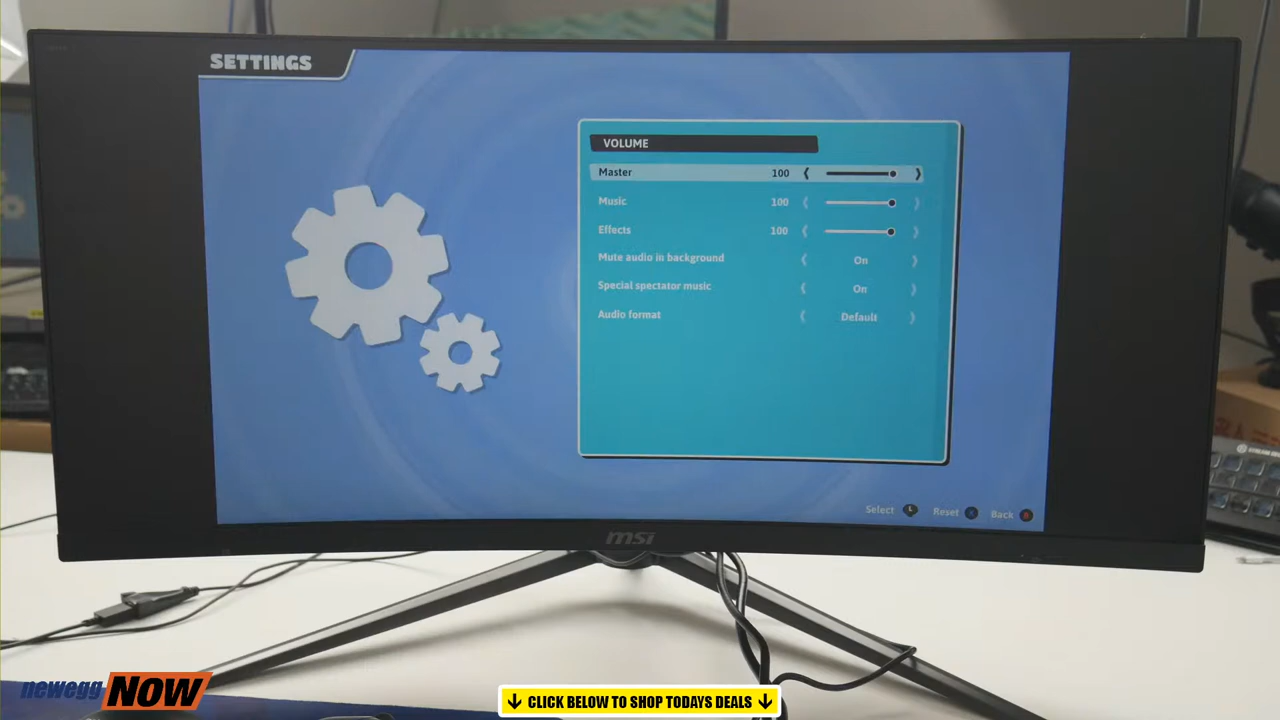 SETTINGS
VOLUME
Master 100
Music 100
Effects 100
Mute audio in background On
Special spectator music On
Audio format Default
Select Reset Back
msi
newegg NOW
CLICK BELOW TO SHOP TODAYS DEALS